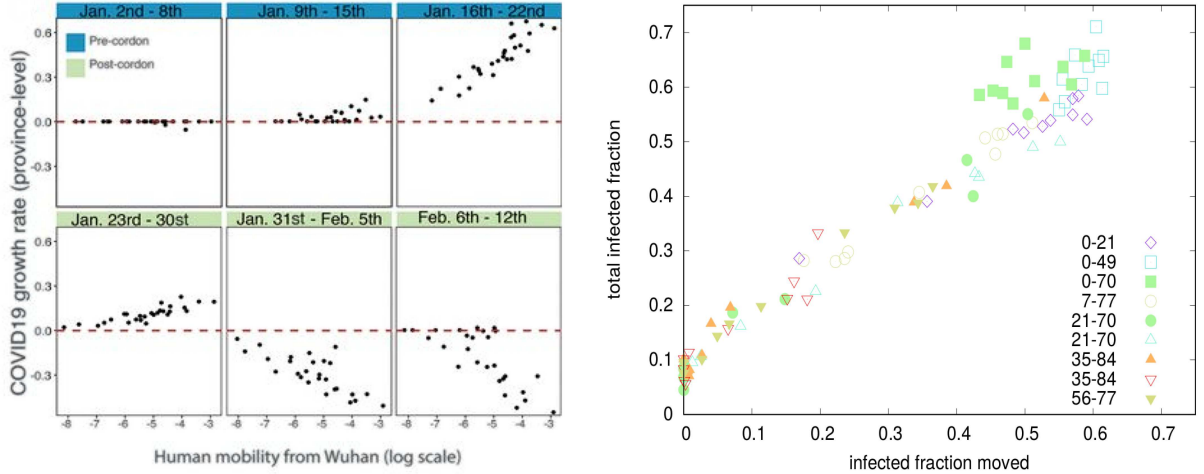 Jan. 2nd - 8th
Jan. 9th - 15th
Jan. 16th - 22nd
Pre-cordon
Post-cordon
0.6
0.3
0.0
-0.3
Jan. 23rd - 30st
Jan. 31st - Feb. 5th
Feb. 6th - 12th
0.6
0.3
0.0
-0.3
-8 -7 -6 -5 -4 -3
-8 -7 -6 -5 -4 -3
-8 -7 -6 -5 -4 -3
COVID19 growth rate (province-level)
Human mobility from Wuhan (log scale)
total infected fraction
0.7
0.6
0.5
0.4
0.3
0.2
0.1
0
0-21
0-49
0-70
7-77
21-70
21-70
35-84
35-84
56-77
0 0.1 0.2 0.3 0.4 0.5 0.6 0.7
infected fraction moved